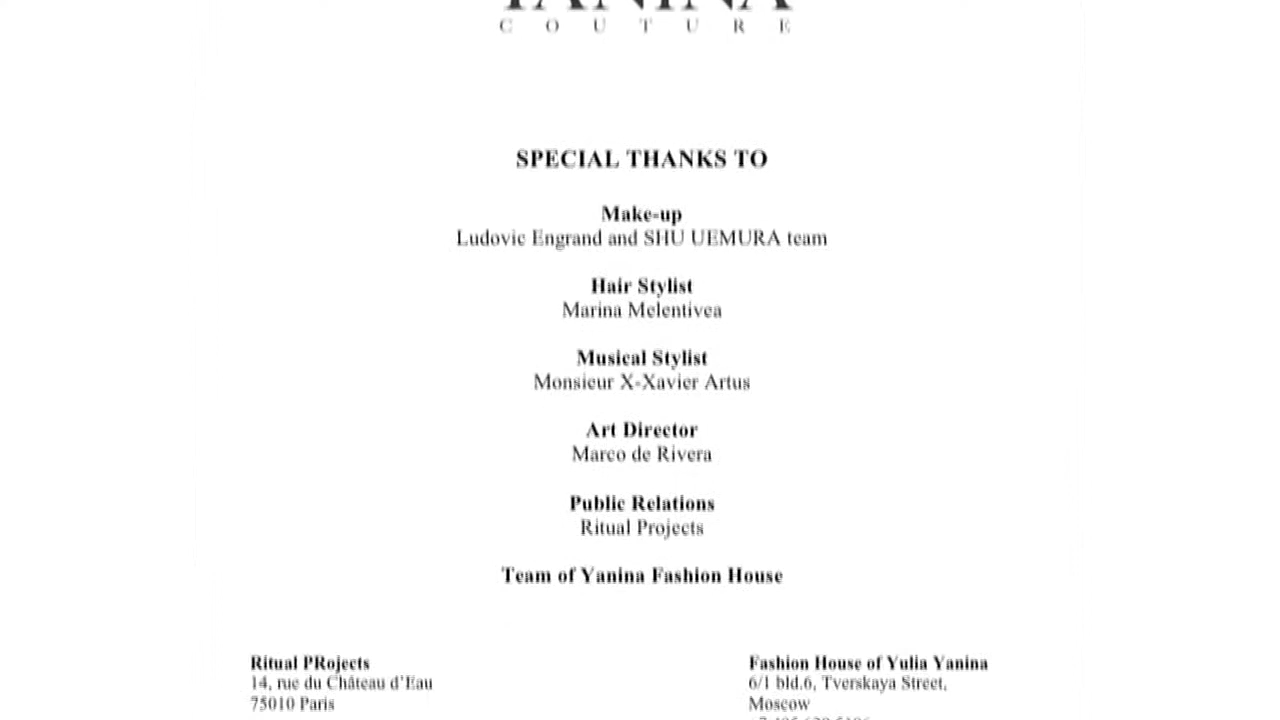 YANINA
COUTURE
SPECIAL THANKS TO
Make-up
Ludovic Engrand and SHU UEMURA team
Hair Stylist
Marina Melentivea
Musical Stylist
Monsieur X-Xavier Artus
Art Director
Marco de Rivera
Public Relations
Ritual Projects
Team of Yanina Fashion House
Ritual PRojects
14, rue du Château d'Eau
75010 Paris
Fashion House of Yulia Yanina
6/1 bld.6, Tverskaya Street,
Moscow